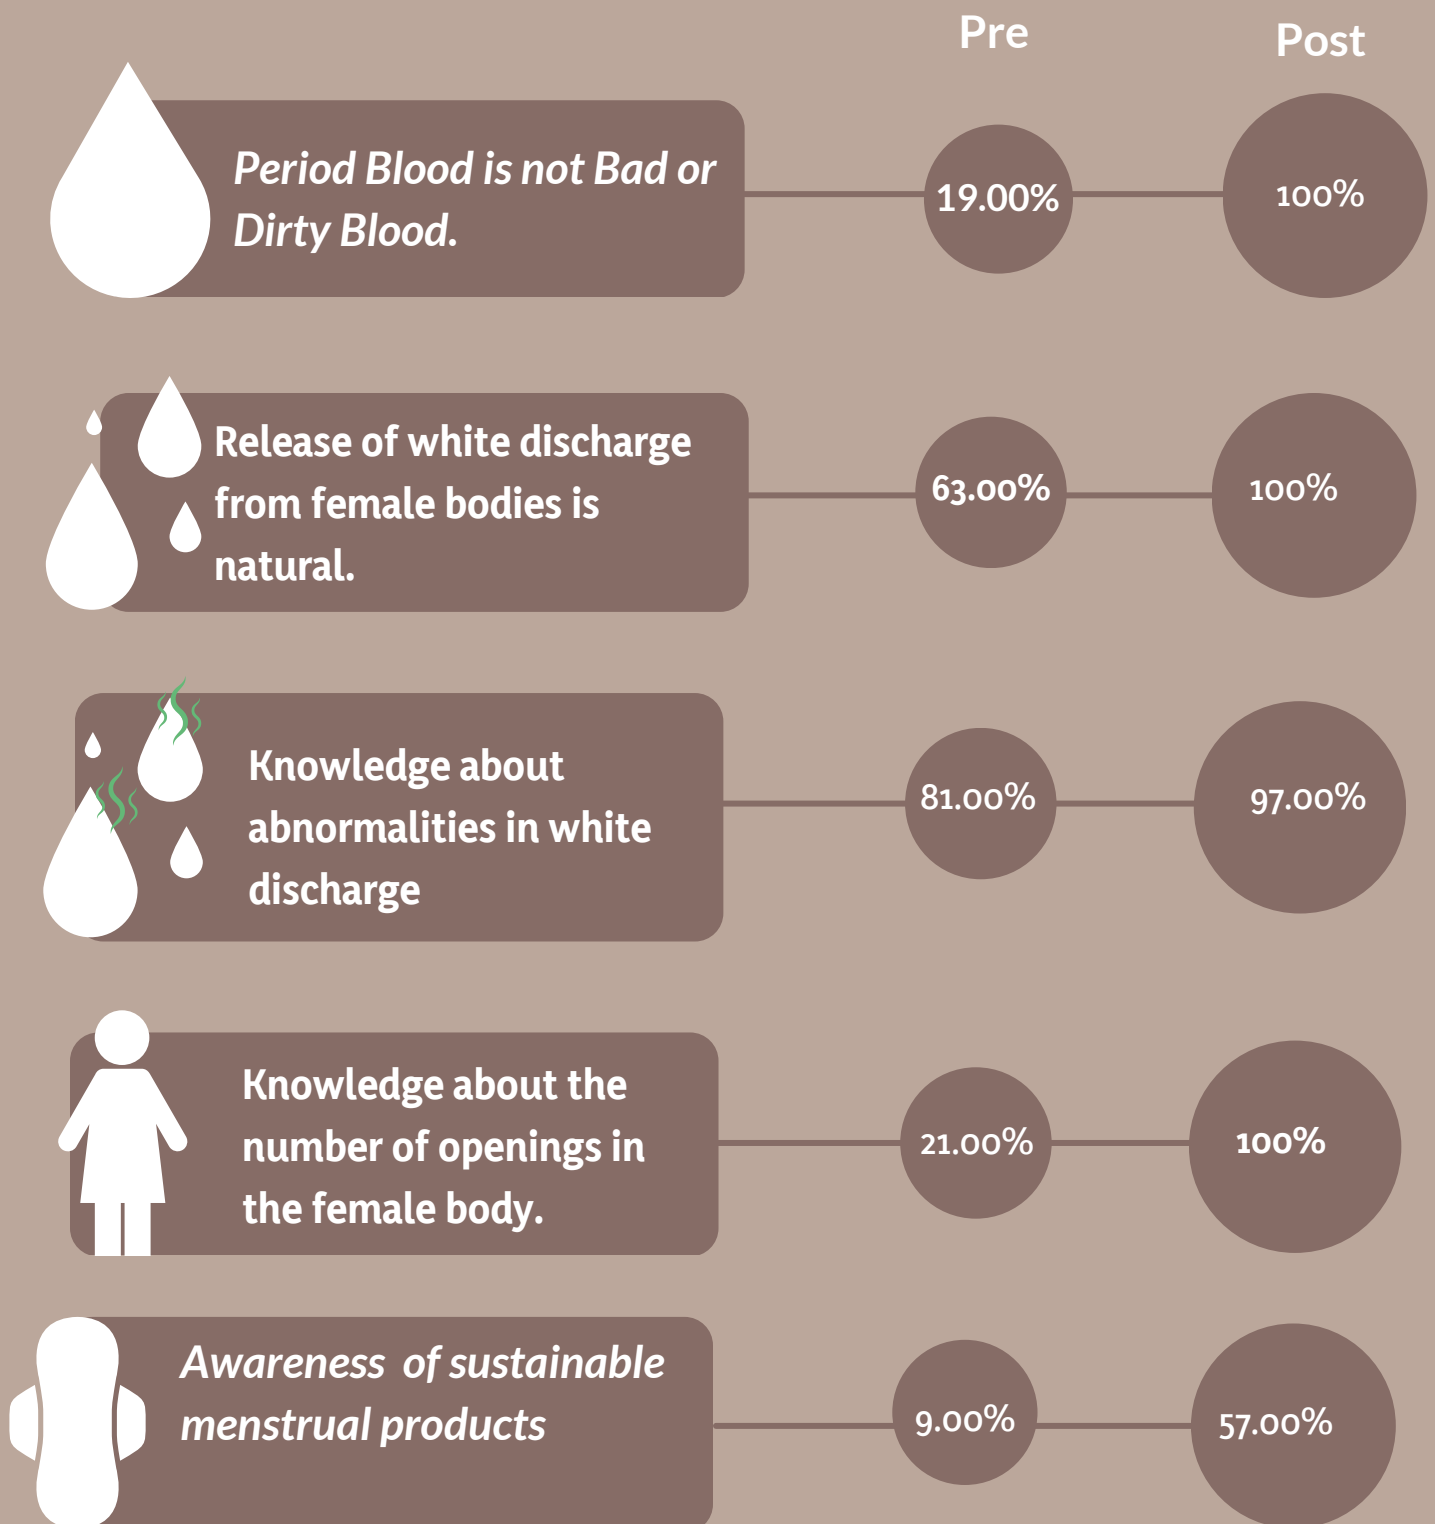 Pre
Post
Period Blood is not Bad or
Dirty Blood.
19.00%
100%
Release of white discharge
from female bodies is
natural.
63.00%
100%
Knowledge about
abnormalities in white
discharge
81.00%
97.00%
Knowledge about the
number of openings in
the female body.
21.00%
100%
Awareness of sustainable
menstrual products
9.00%
57.00%